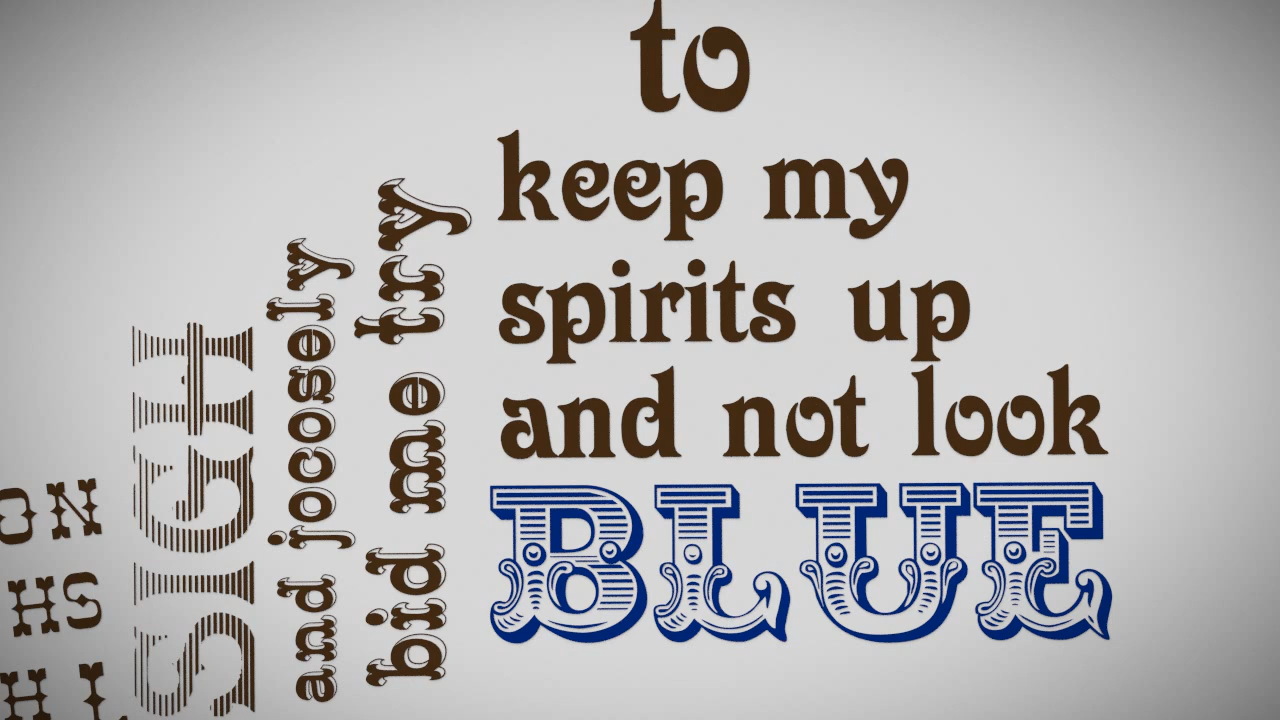 SIGH
and jocosely
bid me try
to
keep my
spirits up
and not look
BLUE